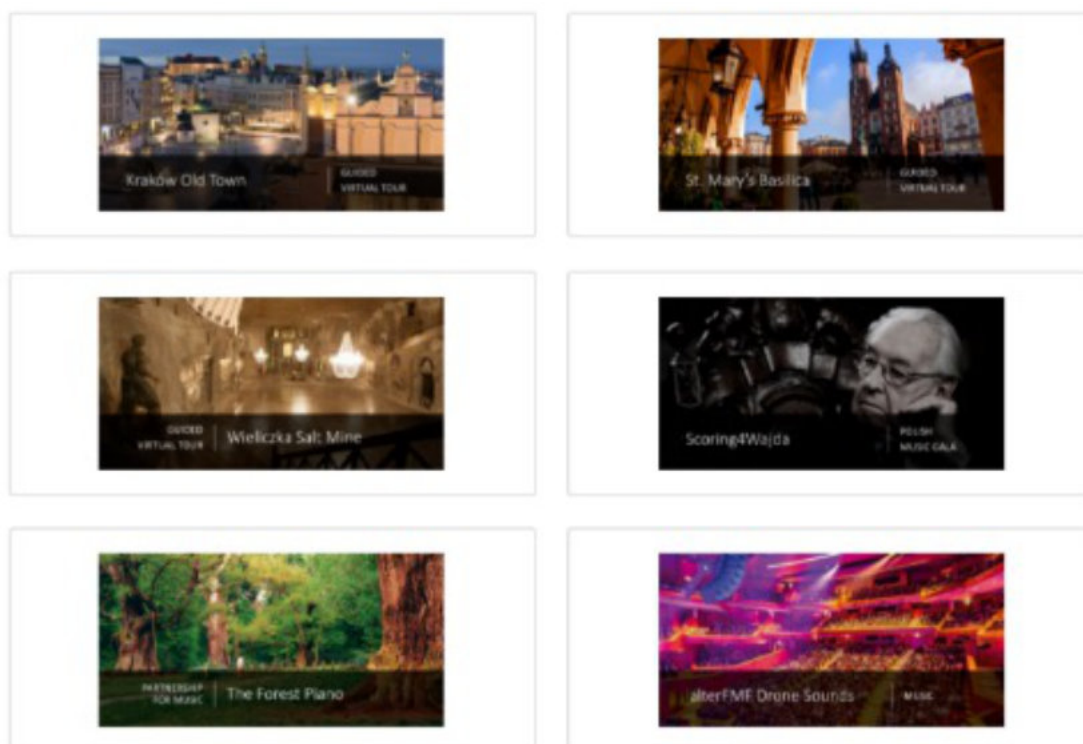 Kraków Old Town
GUIDED
VIRTUAL TOUR
St. Mary's Basilica
GUIDED
VIRTUAL TOUR
GUIDED
VIRTUAL TOUR
Wieliczka Salt Mine
Scoring4Wajda
POLISH
MUSIC GALA
PARTNERSHIP
FOR MUSIC
The Forest Piano
alterFMF Drone Sounds
MUSIC